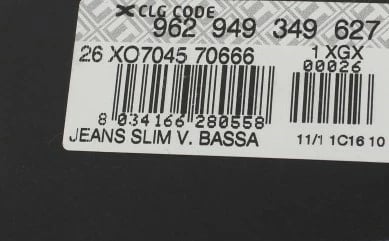 CLG CODE
962 949 349 627
26 XO7045 70666
1 XGX
00026
8 034166 280558
JEANS SLIM V. BASSA
11/1 1C16 10